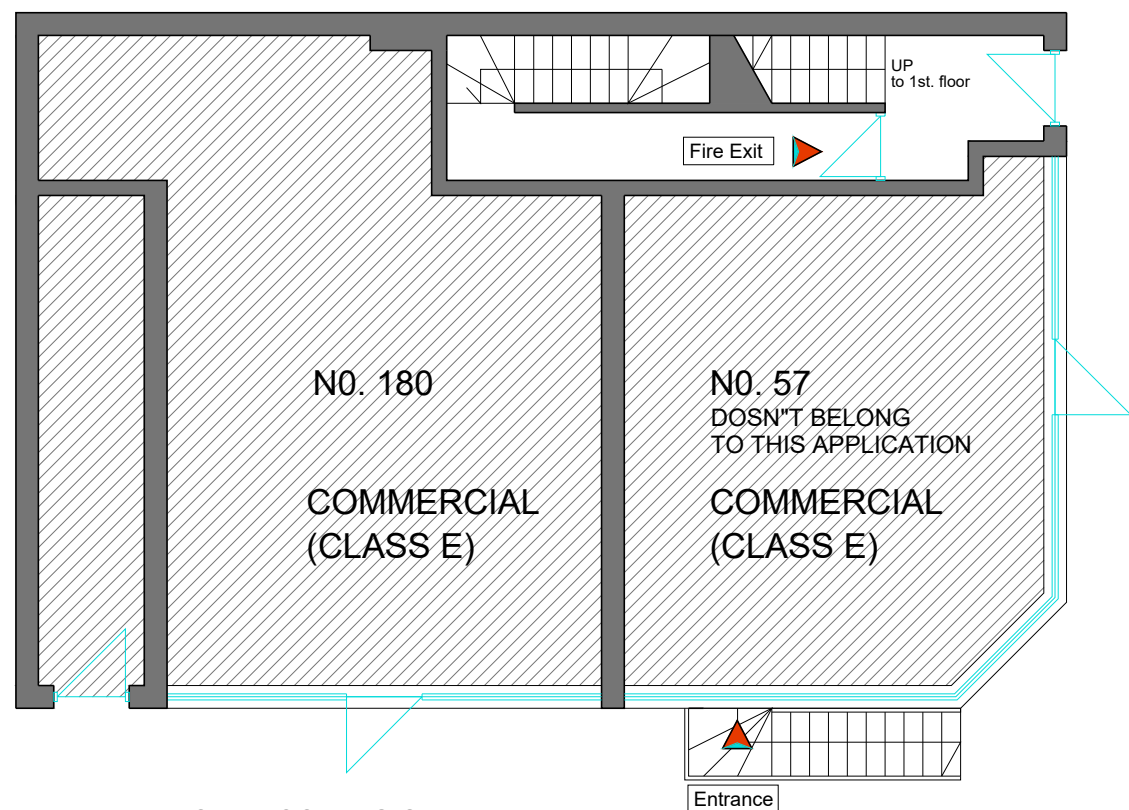 UP
to 1st. floor
Fire Exit
N0. 180
COMMERCIAL
(CLASS E)
N0. 57
DOSN"T BELONG
TO THIS APPLICATION
COMMERCIAL
(CLASS E)
Entrance